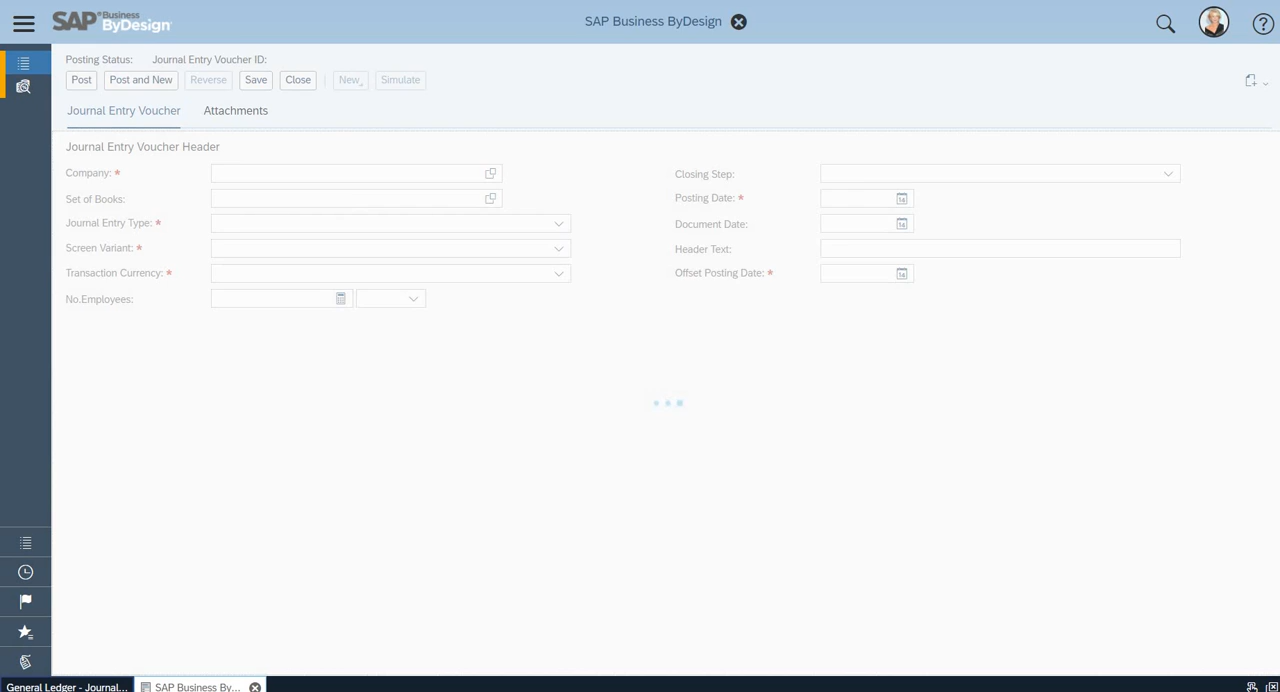 SAP Business ByDesign
SAP Business ByDesign
Posting Status: Journal Entry Voucher ID:
Post Post and New Reverse Save Close New Simulate
Journal Entry Voucher Attachments
Journal Entry Voucher Header
Company: *
Set of Books:
Journal Entry Type: *
Screen Variant: *
Transaction Currency: *
No.Employees:
Closing Step:
Posting Date: *
Document Date:
Header Text:
Offset Posting Date: *
General Ledger - Journal... SAP Business By...